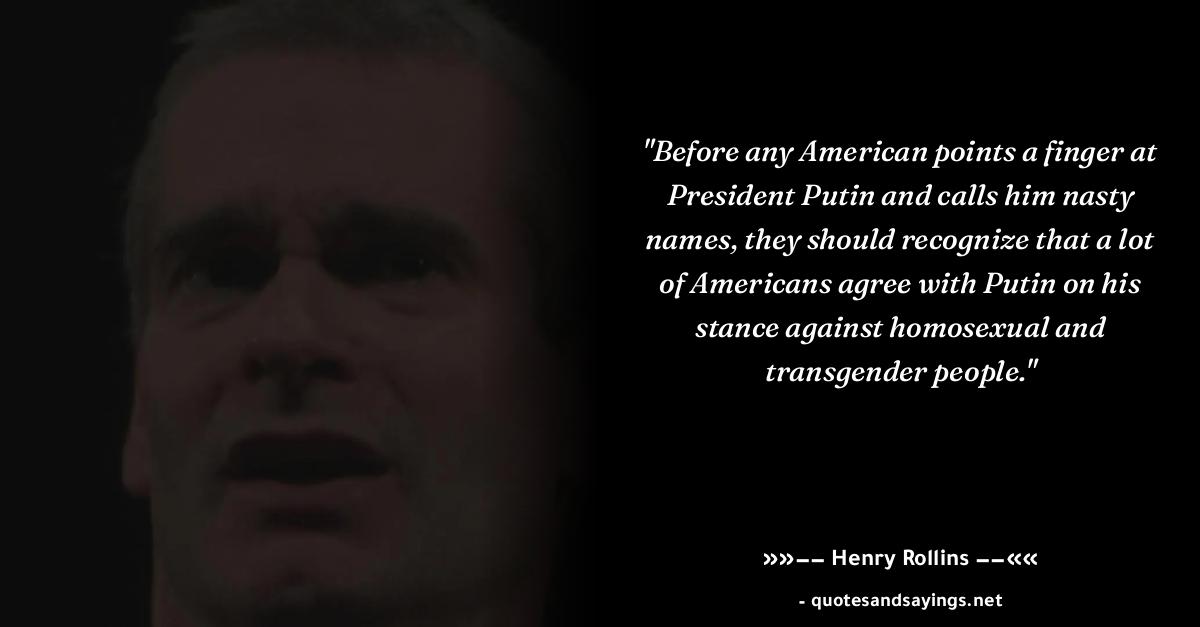 "Before any American points a finger at
President Putin and calls him nasty
names, they should recognize that a lot
of Americans agree with Putin on his
stance against homosexual and
transgender people."
»»−− Henry Rollins −−««
- quotesandsayings.net